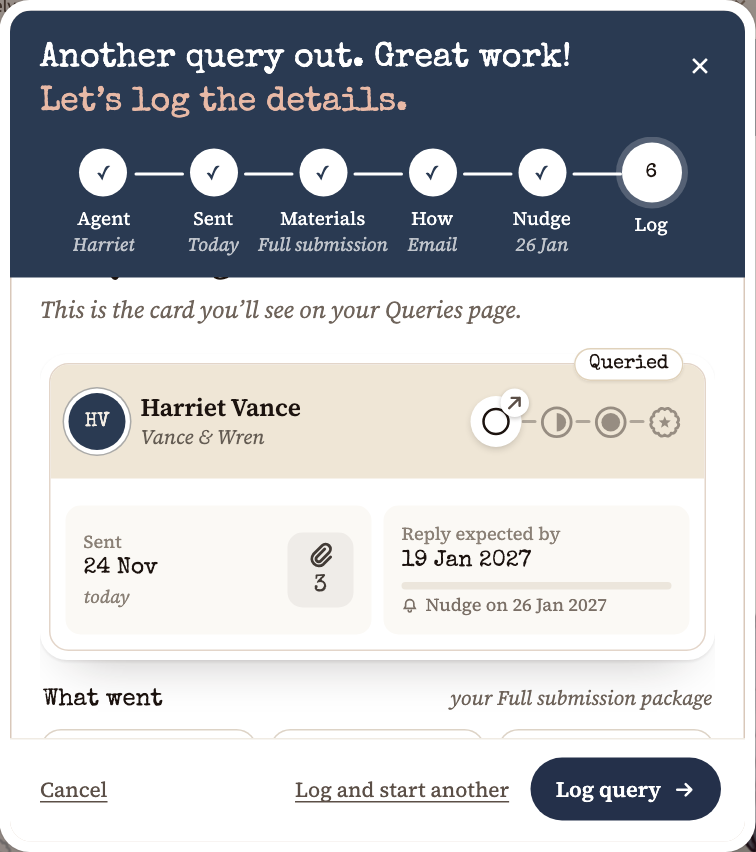 Another query out. Great work!
Let's log the details.
✓ ✓ ✓ ✓ ✓ 6
Agent Sent Materials How Nudge Log
Harriet Today Full submission Email 26 Jan
This is the card you'll see on your Queries page.
Queried
HV
Harriet Vance
Vance & Wren
Sent
24 Nov
today
3
Reply expected by
19 Jan 2027
Nudge on 26 Jan 2027
What went
your Full submission package
Cancel
Log and start another
Log query →